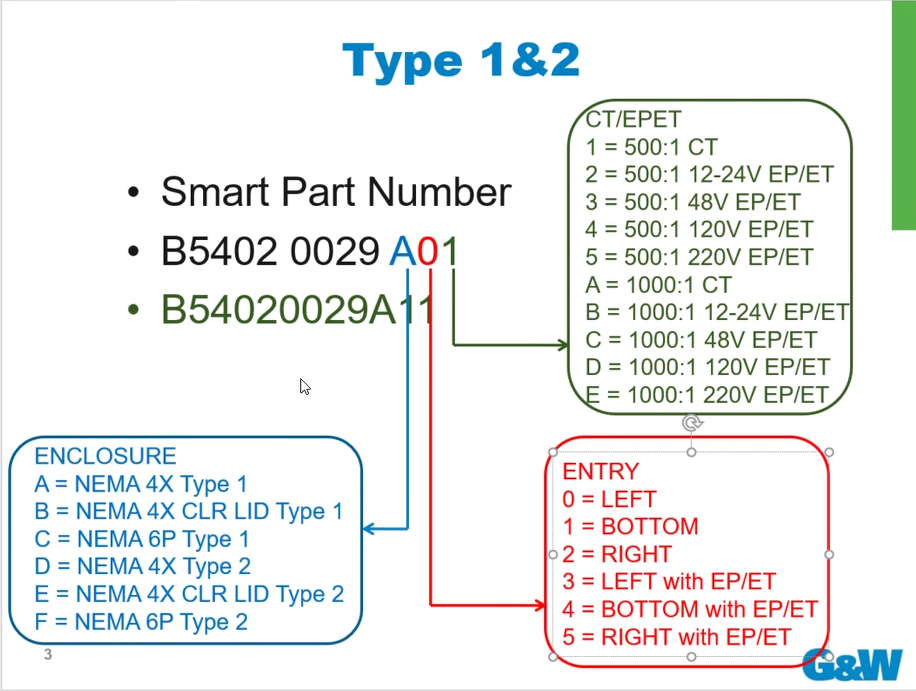 Type 1&2
• Smart Part Number
• B5402 0029 A01
• B54020029A11
CT/EPET
1 = 500:1 CT
2 = 500:1 12-24V EP/ET
3 = 500:1 48V EP/ET
4 = 500:1 120V EP/ET
5 = 500:1 220V EP/ET
A = 1000:1 CT
B = 1000:1 12-24V EP/ET
C = 1000:1 48V EP/ET
D = 1000:1 120V EP/ET
E = 1000:1 220V EP/ET
ENCLOSURE
A = NEMA 4X Type 1
B = NEMA 4X CLR LID Type 1
C = NEMA 6P Type 1
D = NEMA 4X Type 2
E = NEMA 4X CLR LID Type 2
F = NEMA 6P Type 2
ENTRY
0 = LEFT
1 = BOTTOM
2 = RIGHT
3 = LEFT with EP/ET
4 = BOTTOM with EP/ET
5 = RIGHT with EP/ET
3
G&W